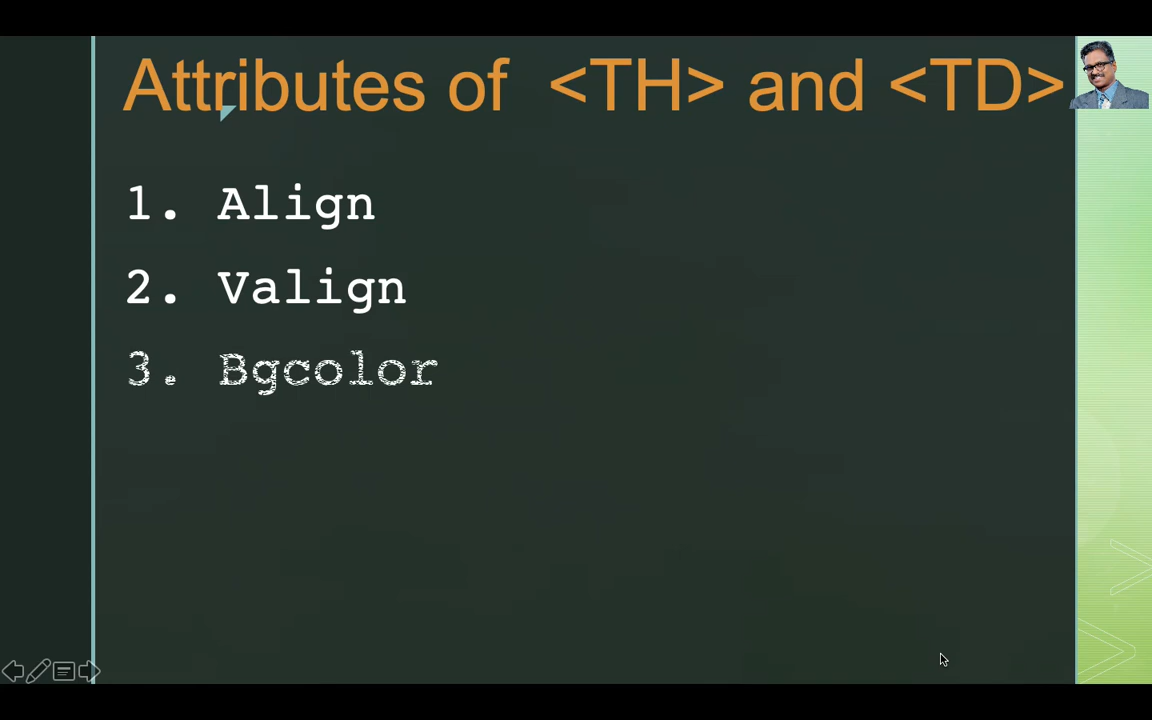 Attributes of <TH> and <TD>
1. Align
2. Valign
3. Bgcolor